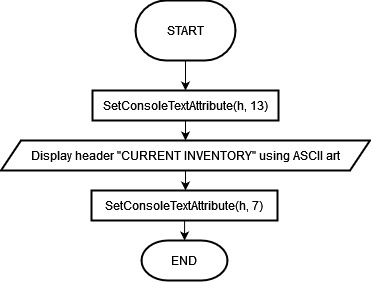 START
SetConsoleTextAttribute(h, 13)
Display header "CURRENT INVENTORY" using ASCII art
SetConsoleTextAttribute(h, 7)
END